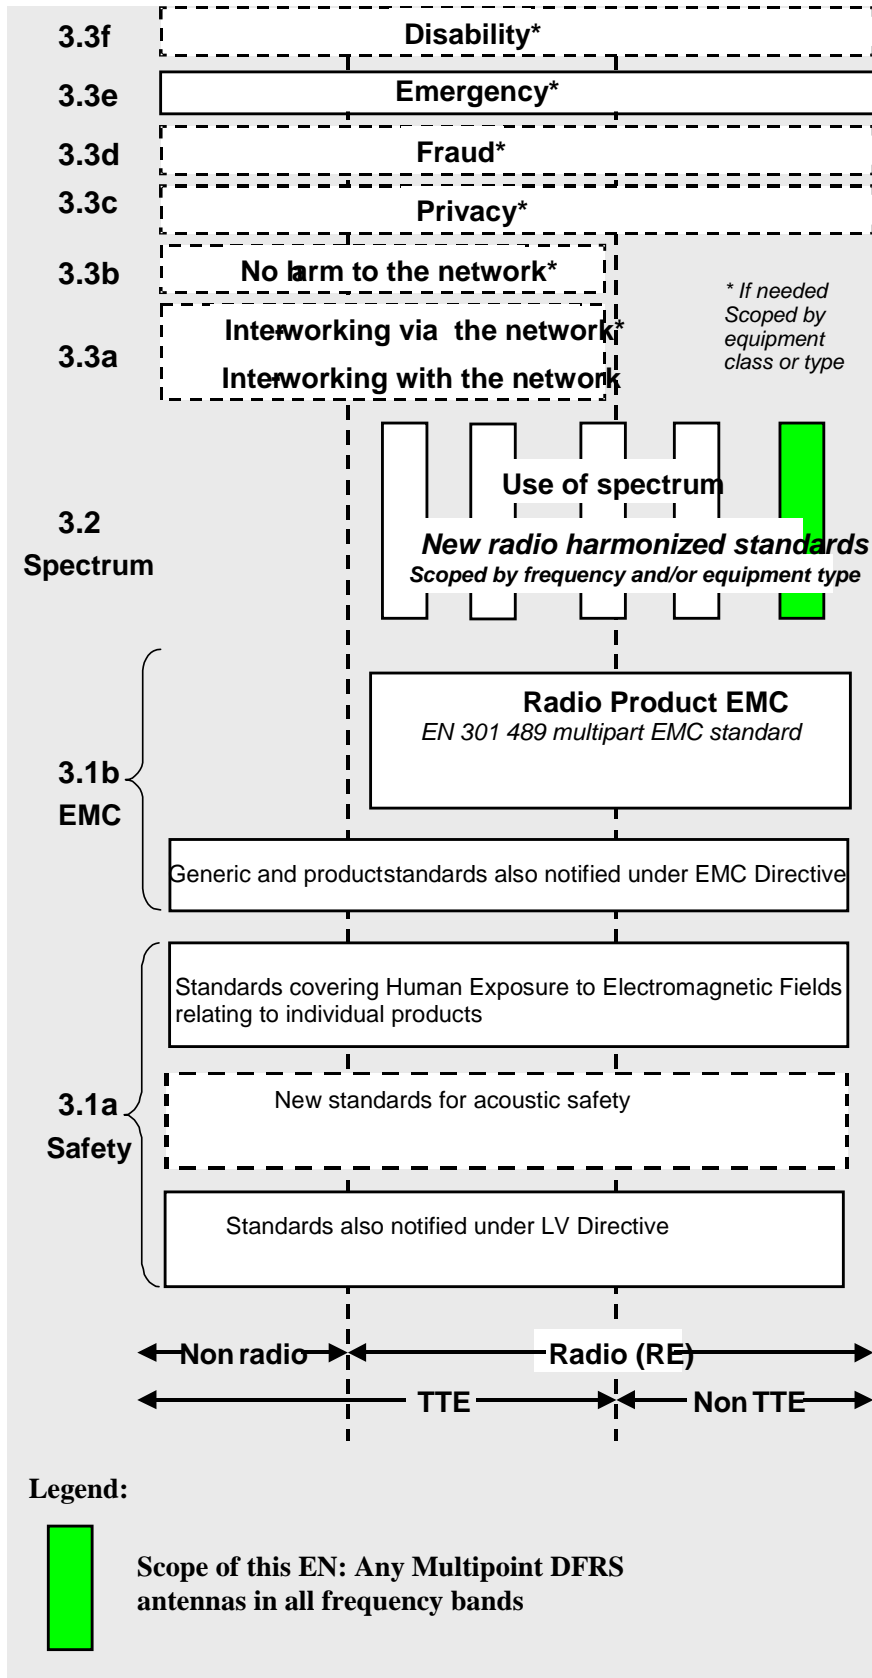 3.3f
Disability*
3.3e
Emergency*
3.3d
Fraud*
3.3c
Privacy*
3.3b
No harm to the network*
* If needed
Scoped by
equipment
class or type
3.3a
Inter-working via the network*
Inter-working with the network
3.2
Spectrum
Use of spectrum
New radio harmonized standards
Scoped by frequency and/or equipment type
3.1b
EMC
Radio Product EMC
EN 301 489 multipart EMC standard
Generic and productstandards also notified under EMC Directive
3.1a
Safety
Standards covering Human Exposure to Electromagnetic Fields
relating to individual products
New standards for acoustic safety
Standards also notified under LV Directive
Non radio
Radio (RE)
TTE
Non TTE
Legend:
Scope of this EN: Any Multipoint DFRS
antennas in all frequency bands